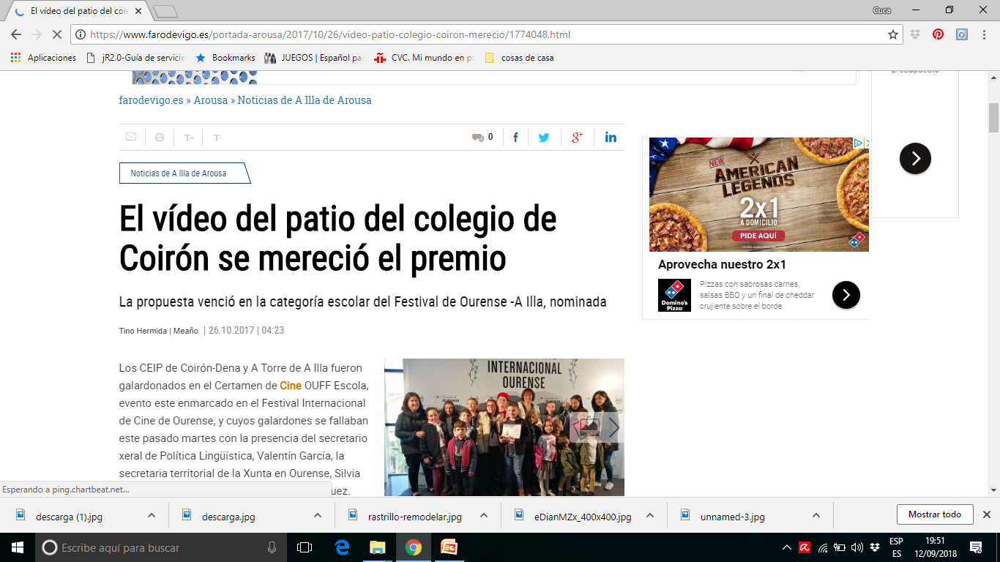 El vídeo del patio del cole
Cuca
https://www.farodevigo.es/portada-arousa/2017/10/26/video-patio-colegio-coiron-merecio/1774048.html
Aplicaciones
jR2.0-Guía de servicio
Bookmarks
JUEGOS | Español par
CVC. Mi mundo en pa
cosas de casa
presupuesto
farodevigo.es » Arousa » Noticias de A Illa de Arousa
T+
T-
0
g+
Noticias de A Illa de Arousa
El vídeo del patio del colegio de
Coirón se mereció el premio
La propuesta venció en la categoría escolar del Festival de Ourense -A Illa, nominada
Tino Hermida | Meaño | 26.10.2017 | 04:23
Los CEIP de Coirón-Dena y A Torre de A Illa fueron
galardonados en el Certamen de Cine OUFF Escola,
evento este enmarcado en el Festival Internacional
de Cine de Ourense, y cuyos galardones se fallaban
este pasado martes con la presencia del secretario
xeral de Política Lingüística, Valentín García, la
secretaria territorial de la Xunta en Ourense, Silvia
uez.
INTERNACIONAL
OURENSE
NEW
AMERICAN
LEGENDS
2x1
A DOMICILIO
PIDE AQUÍ
Aprovecha nuestro 2x1
Domino's
Pizza
Pizzas con sabrosas carnes,
salsas BBQ y un final de cheddar
crujiente sobre el borde
Esperando a ping.chartbeat.net...
descarga (1).jpg
descarga.jpg
rastrillo-remodelar.jpg
eDianMZx_400x400.jpg
unnamed-3.jpg
Mostrar todo
Escribe aquí para buscar
ESP
ES
19:51
12/09/2018